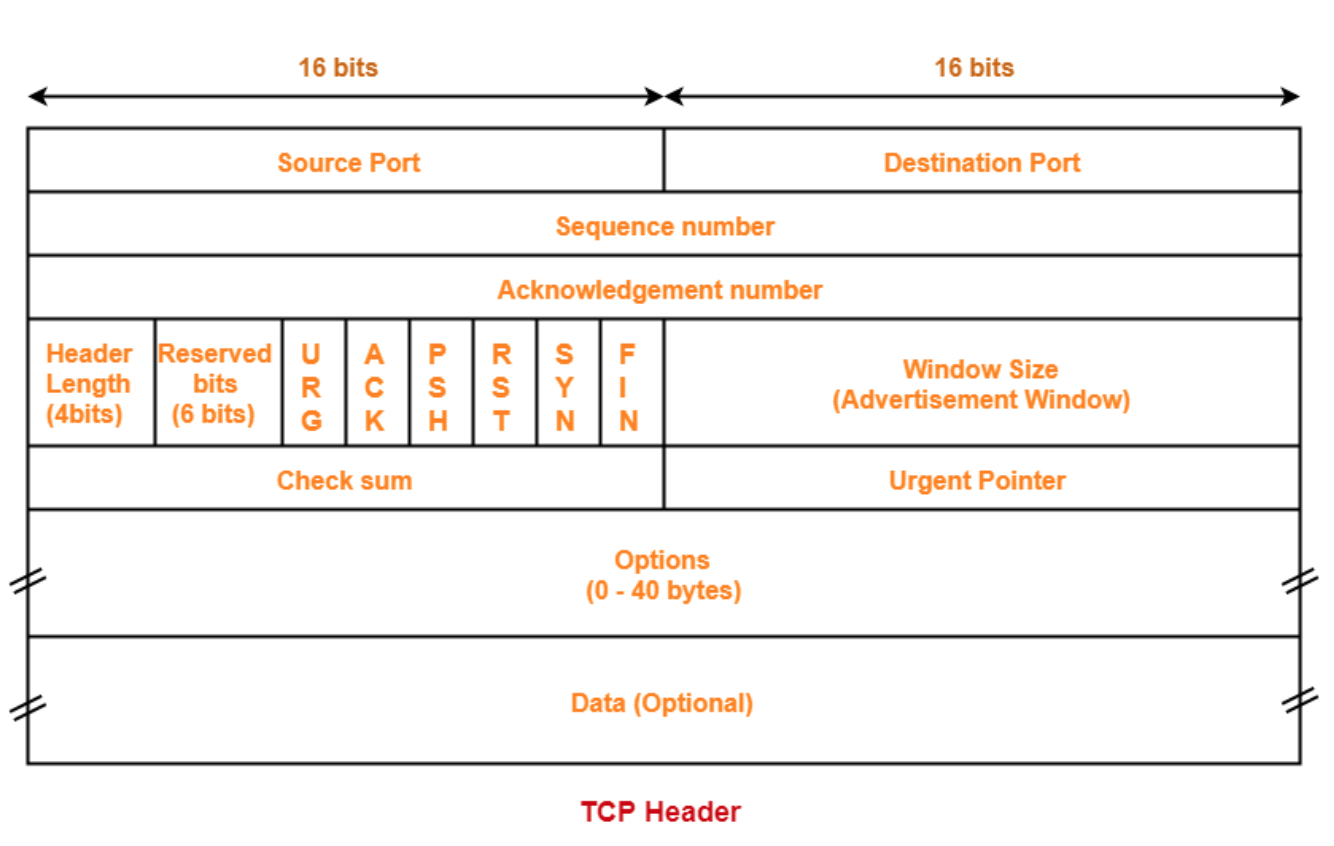 16 bits
16 bits
Source Port
Destination Port
Sequence number
Acknowledgement number
Header
Length
(4bits)
Reserved
bits
(6 bits)
URG
ACK
PSH
RST
SYN
FIN
Window Size
(Advertisement Window)
Check sum
Urgent Pointer
Options
(0 - 40 bytes)
Data (Optional)
TCP Header